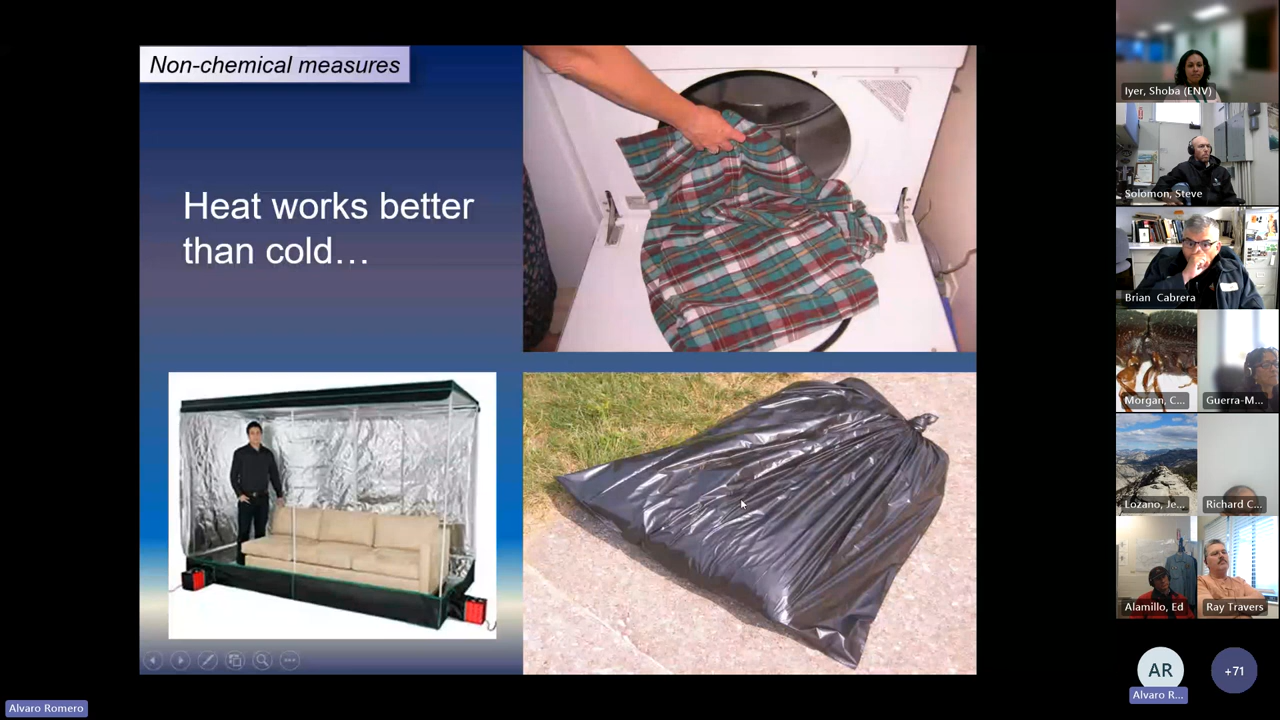 Non-chemical measures
Heat works better
than cold…
Iyer, Shoba (ENV)
Solomon, Steve
Brian Cabrera
Morgan, C...
Guerra-M...
Lozano, Je...
Richard C...
Alamillo, Ed
Ray Travers
AR
+71
Alvaro R...
Alvaro Romero